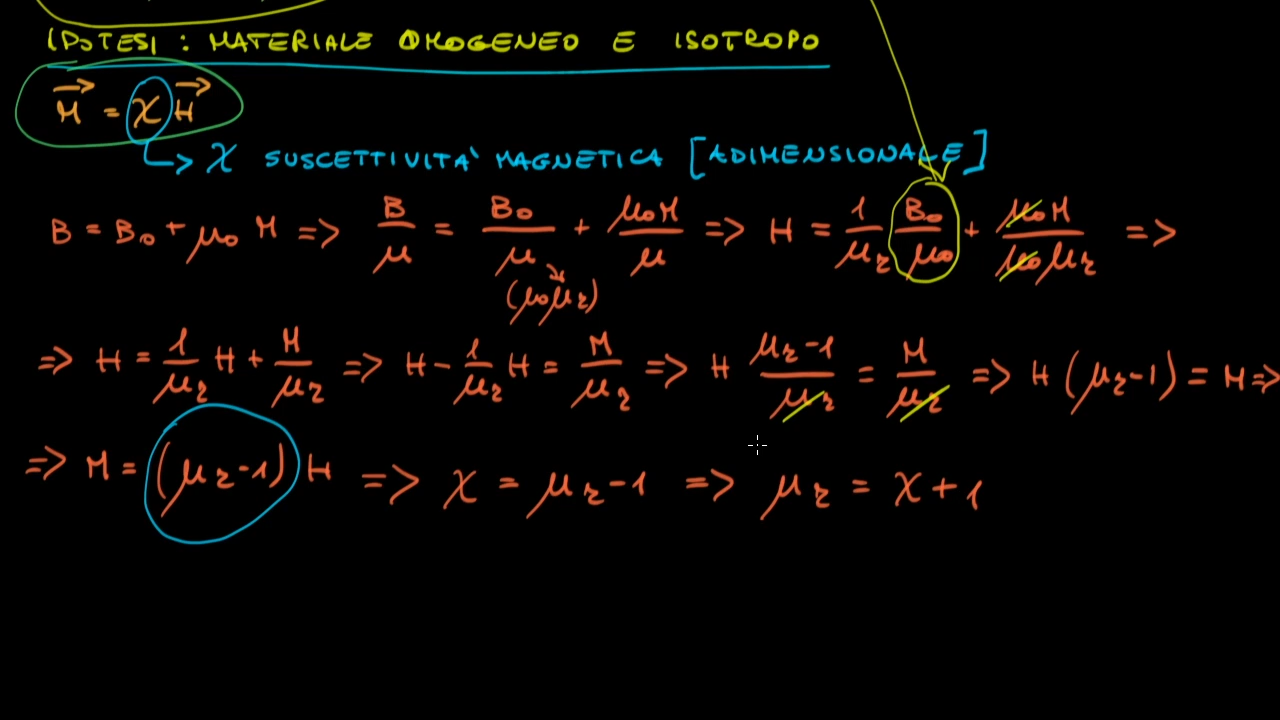 IPOTESI : MATERIALE OMOGENEO E ISOTROPO
M⃗ = χ H⃗
↳ χ SUSCETTIVITA' MAGNETICA [ADIMENSIONALE]
B = B₀ + μ₀ M => B/μ = B₀/μ + μ₀M/μ => H = 1/μr B₀/μ₀ + μ₀M/μ₀μr =>
(μ₀μr)
=> H = 1/μr H + M/μr => H - 1/μr H = M/μr => H μr-1/μr = M/μr => H (μr-1) = M =>
=> M = (μr-1) H => χ = μr-1 => μr = χ + 1